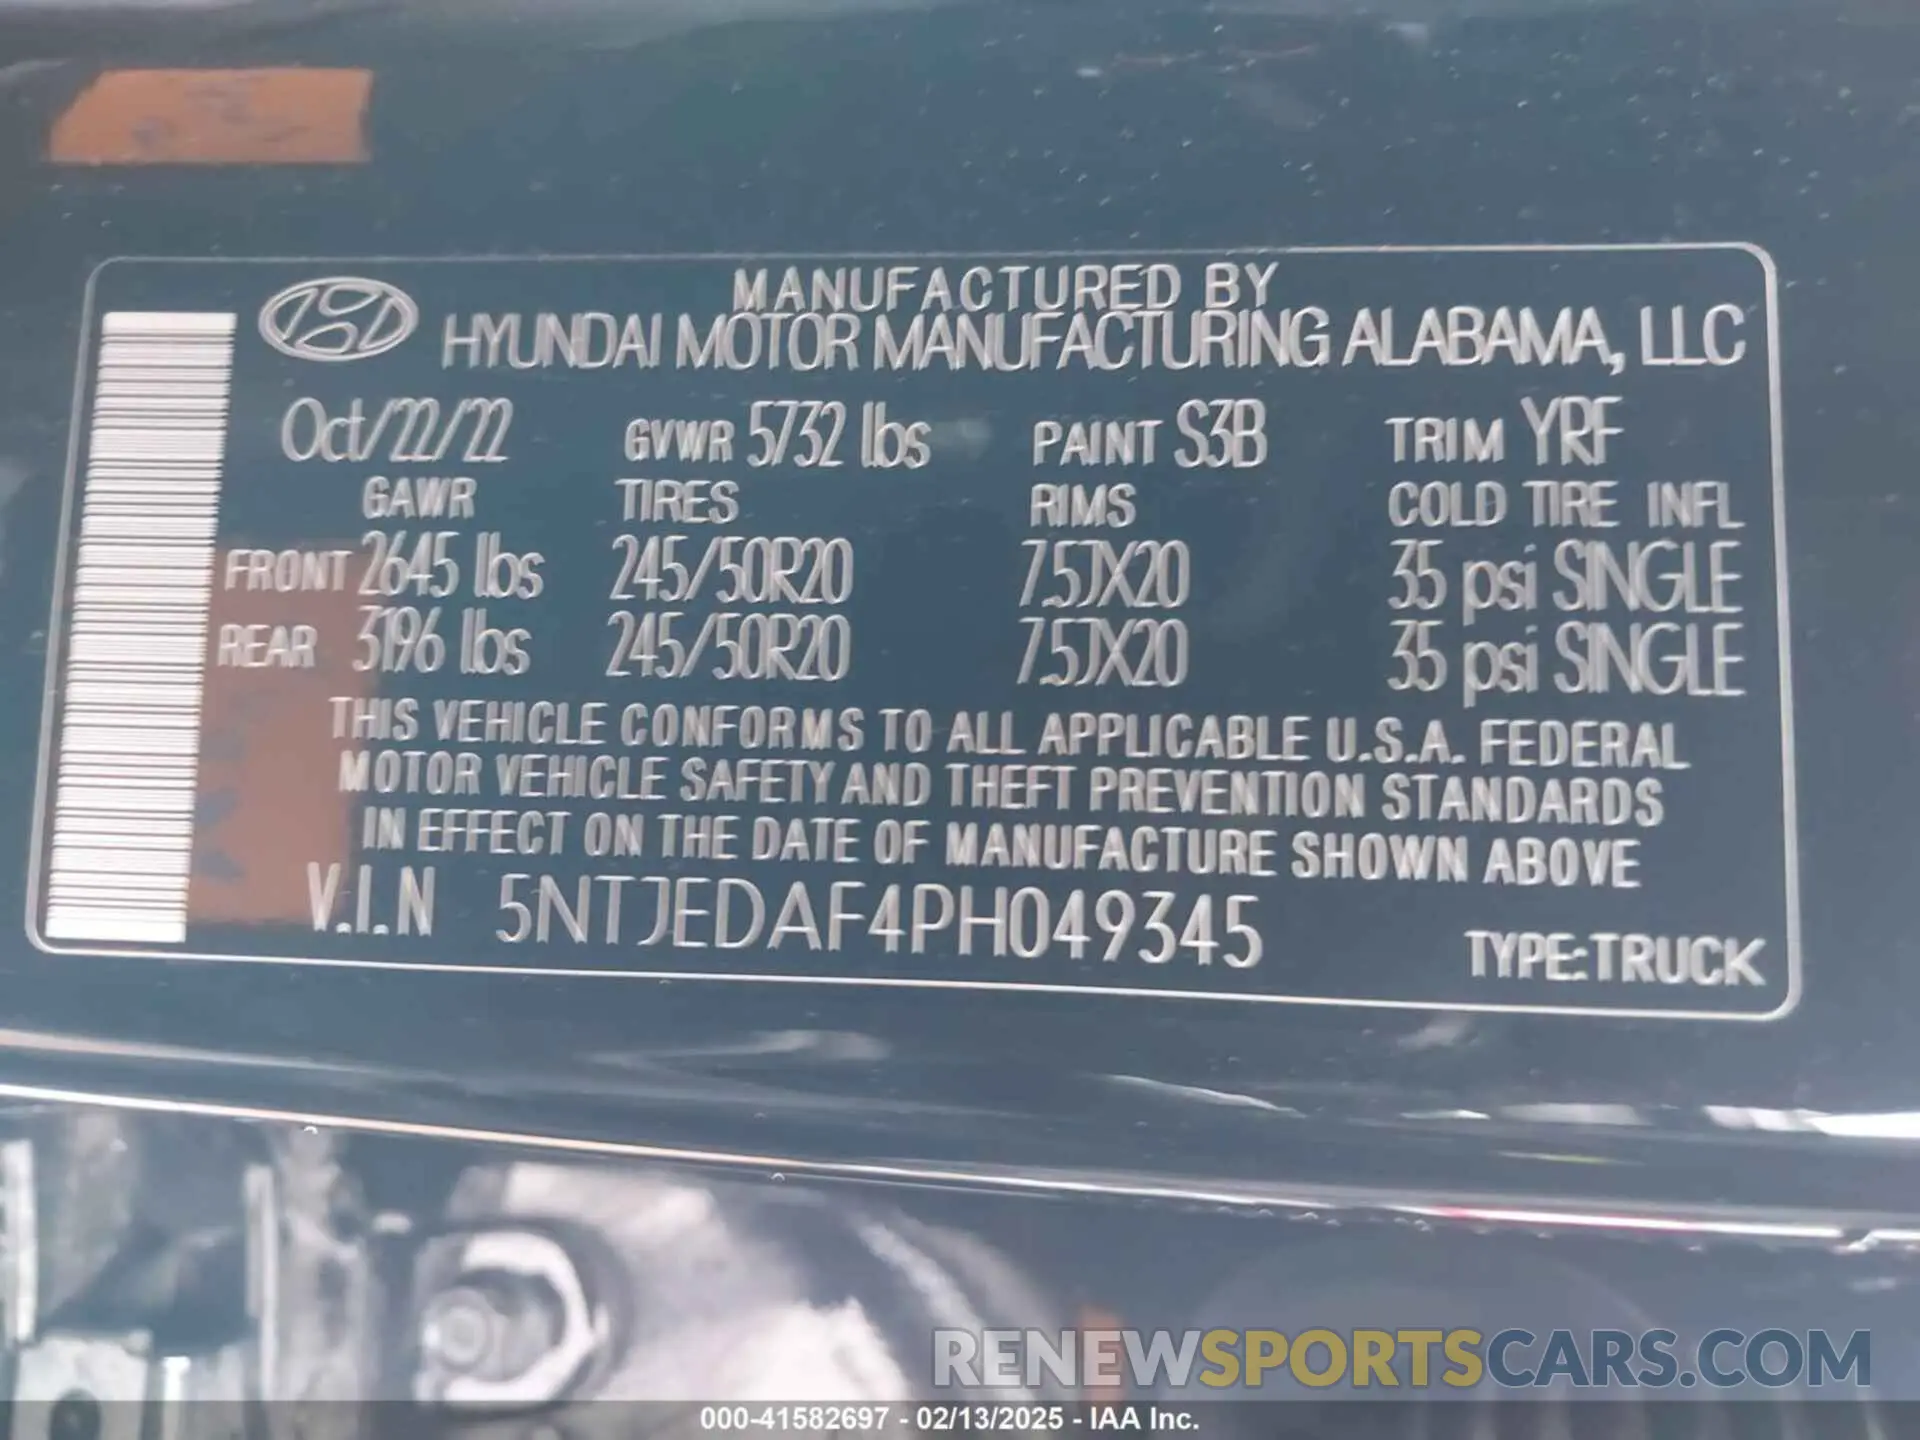 MANUFACTURED BY
HYUNDAI MOTOR MANUFACTURING ALABAMA, LLC
Oct/22/22 GVWR 5732 lbs PAINT S3B TRIM YRF
GAWR TIRES RIMS COLD TIRE INFL
FRONT 2645 lbs 245/50R20 7.5JX20 35 psi SINGLE
REAR 3196 lbs 245/50R20 7.5JX20 35 psi SINGLE
THIS VEHICLE CONFORMS TO ALL APPLICABLE U.S.A. FEDERAL
MOTOR VEHICLE SAFETY AND THEFT PREVENTION STANDARDS
IN EFFECT ON THE DATE OF MANUFACTURE SHOWN ABOVE
V.I.N 5NTJEDAF4PH049345
TYPE:TRUCK
RENEWSPORTSCARS.COM
000-41582697 - 02/13/2025 - IAA Inc.